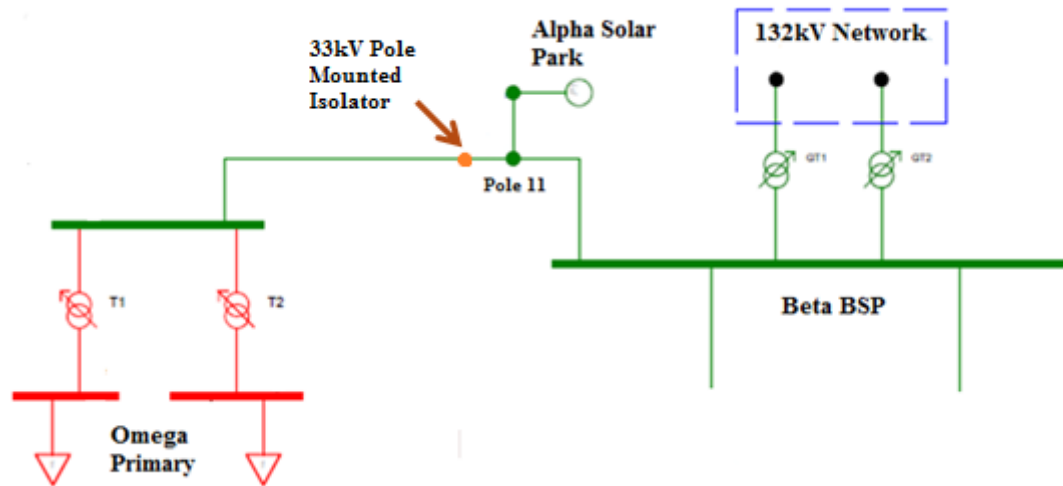 Alpha Solar
Park
132kV Network
33kV Pole
Mounted
Isolator
GT1
GT2
Pole 11
T1
T2
Beta BSP
Omega
Primary